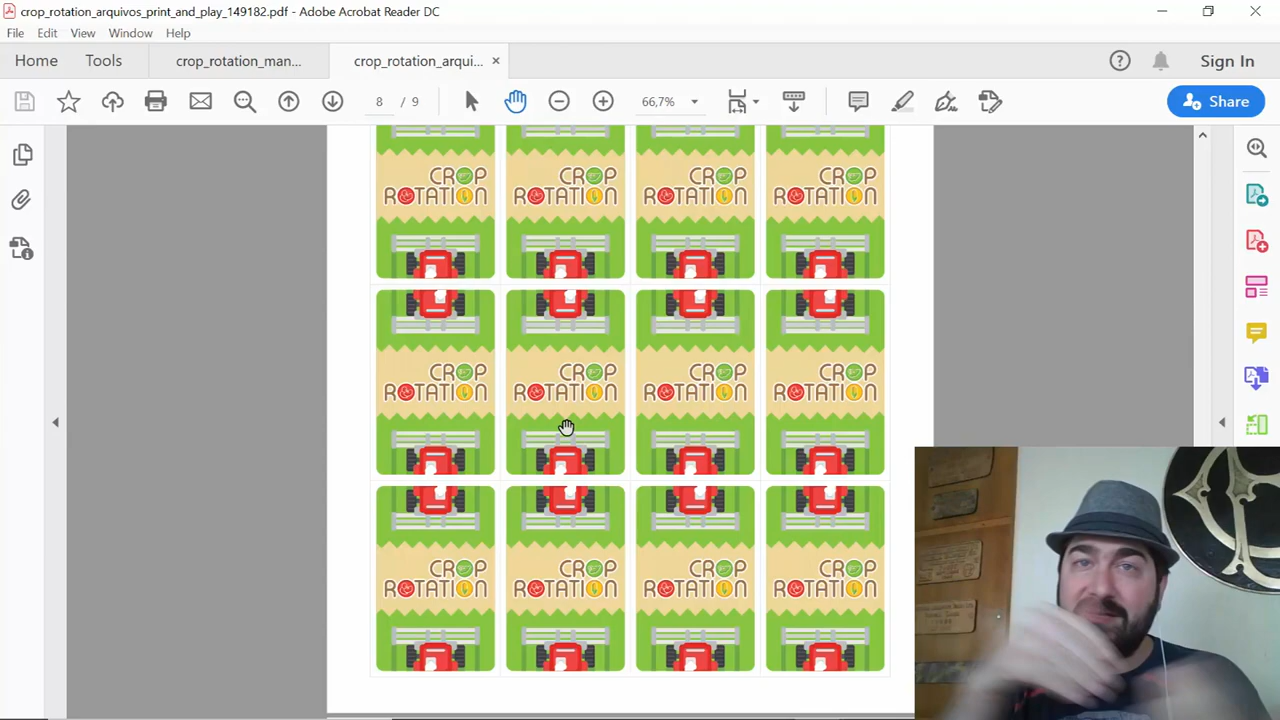 crop_rotation_arquivos_print_and_play_149182.pdf - Adobe Acrobat Reader DC
File Edit View Window Help
Home Tools crop_rotation_man... crop_rotation_arqui... × Sign In
8 / 9 66,7% Share
CROP CROP CROP CROP
ROTATION ROTATION ROTATION ROTATION
CROP CROP CROP CROP
ROTATION ROTATION ROTATION ROTATION
CROP CROP CROP CROP
ROTATION ROTATION ROTATION ROTATION